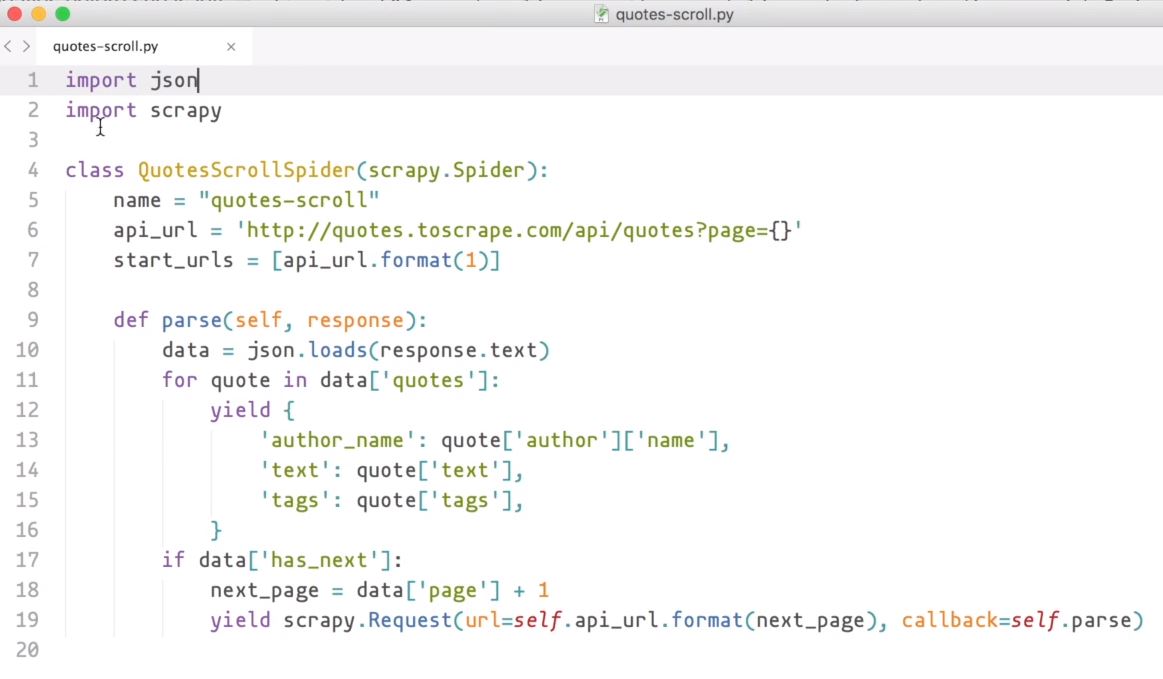 quotes-scroll.py
quotes-scroll.py ×
1 import json
2 import scrapy
3
4 class QuotesScrollSpider(scrapy.Spider):
5     name = "quotes-scroll"
6     api_url = 'http://quotes.toscrape.com/api/quotes?page={}'
7     start_urls = [api_url.format(1)]
8
9     def parse(self, response):
10         data = json.loads(response.text)
11         for quote in data['quotes']:
12             yield {
13                 'author_name': quote['author']['name'],
14                 'text': quote['text'],
15                 'tags': quote['tags'],
16             }
17         if data['has_next']:
18             next_page = data['page'] + 1
19             yield scrapy.Request(url=self.api_url.format(next_page), callback=self.parse)
20